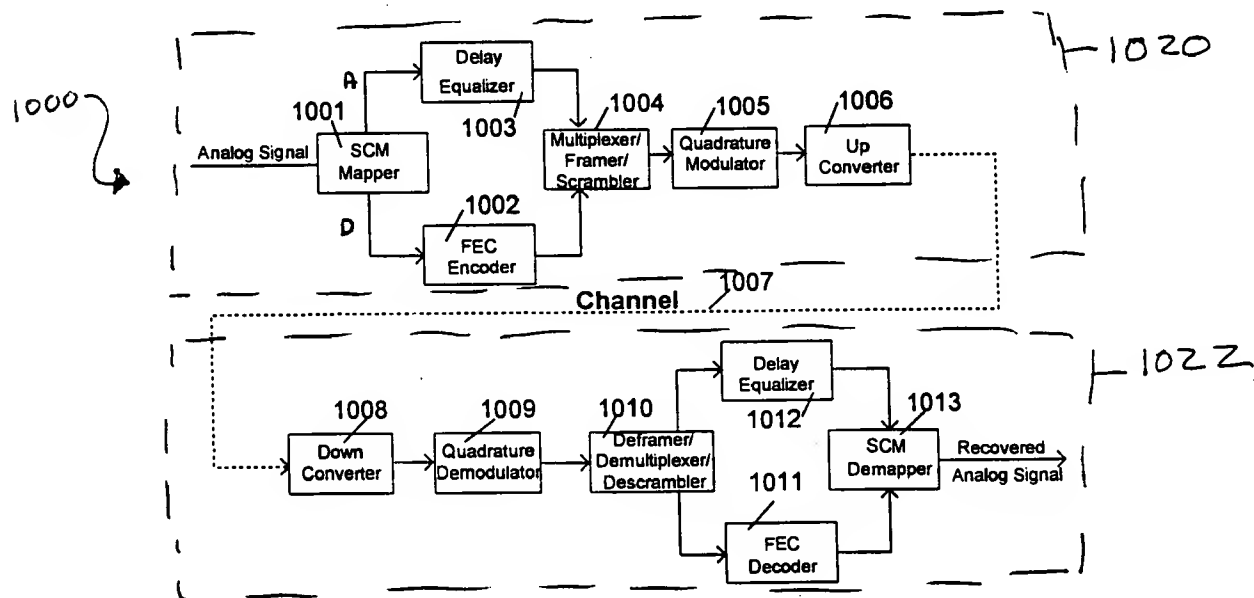 1020
1000
A
Delay
Equalizer
1003
1001
1004
1005
1006
Analog Signal
SCM
Mapper
Multiplexer/
Framer/
Scrambler
Quadrature
Modulator
Up
Converter
D
1002
FEC
Encoder
Channel
1007
1022
Delay
Equalizer
1012
1008
1009
1010
1013
Down
Converter
Quadrature
Demodulator
Deframer/
Demultiplexer/
Descrambler
SCM
Demapper
Recovered
Analog Signal
1011
FEC
Decoder